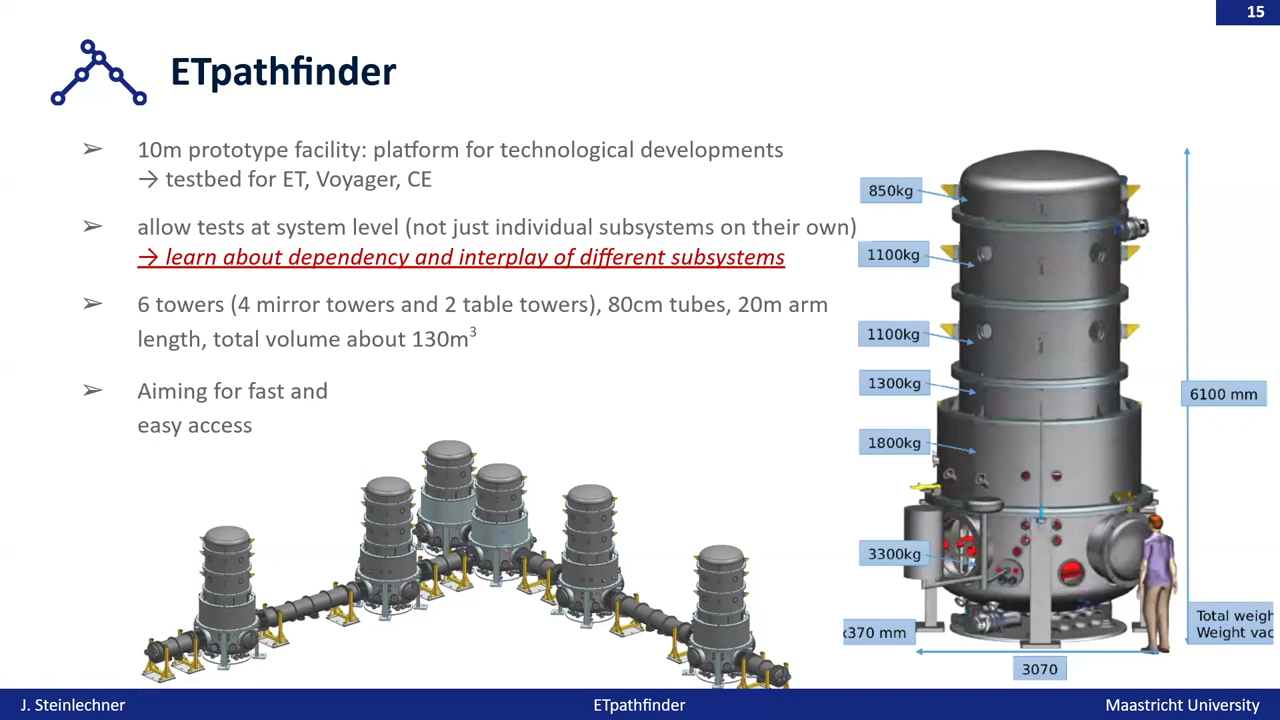 15
ETpathfinder
➢ 10m prototype facility: platform for technological developments
→ testbed for ET, Voyager, CE
➢ allow tests at system level (not just individual subsystems on their own)
→ learn about dependency and interplay of different subsystems
➢ 6 towers (4 mirror towers and 2 table towers), 80cm tubes, 20m arm
length, total volume about 130m³
➢ Aiming for fast and
easy access
850kg
1100kg
1100kg
1300kg
6100 mm
1800kg
3300kg
x370 mm
Total weigh
Weight vac
3070
J. Steinlechner
ETpathfinder
Maastricht University